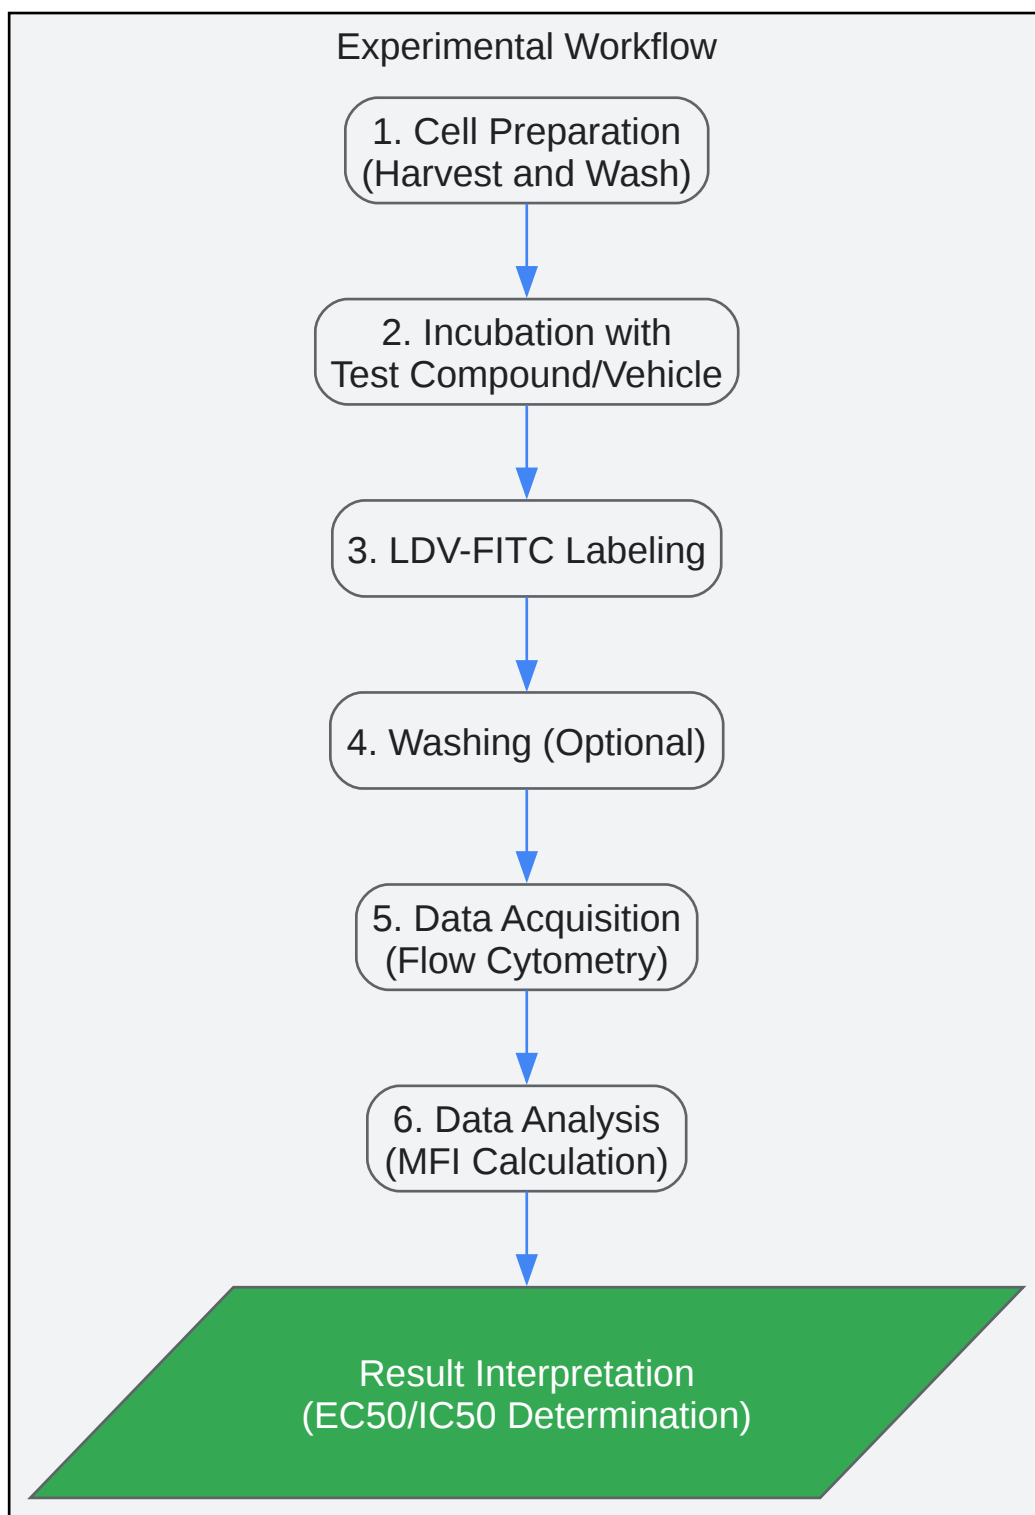 Experimental Workflow
1. Cell Preparation
(Harvest and Wash)
2. Incubation with
Test Compound/Vehicle
3. LDV-FITC Labeling
4. Washing (Optional)
5. Data Acquisition
(Flow Cytometry)
6. Data Analysis
(MFI Calculation)
Result Interpretation
(EC50/IC50 Determination)